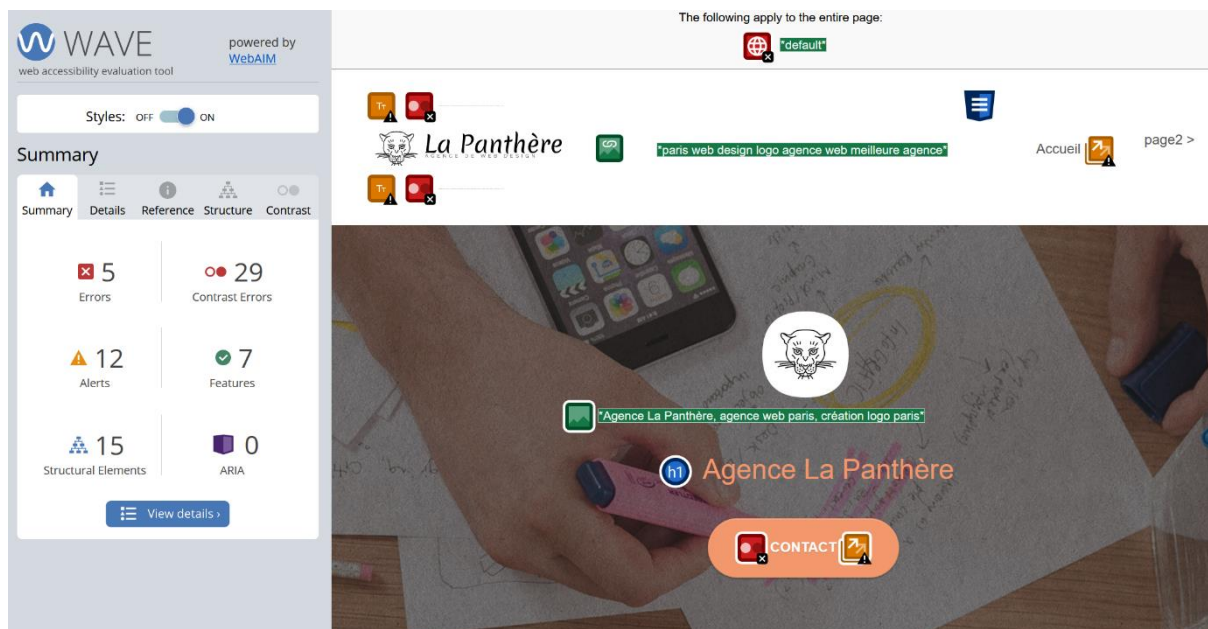 WAVE
web accessibility evaluation tool
powered by
WebAIM
Styles: OFF ON
Summary
Summary Details Reference Structure Contrast
5
Errors
29
Contrast Errors
12
Alerts
7
Features
15
Structural Elements
0
ARIA
View details ›
The following apply to the entire page:
*default*
La Panthère
AGENCE DE WEB DESIGN
*paris web design logo agence web meilleure agence*
Accueil
page2 >
*Agence La Panthère, agence web paris, création logo paris*
h1 Agence La Panthère
CONTACT